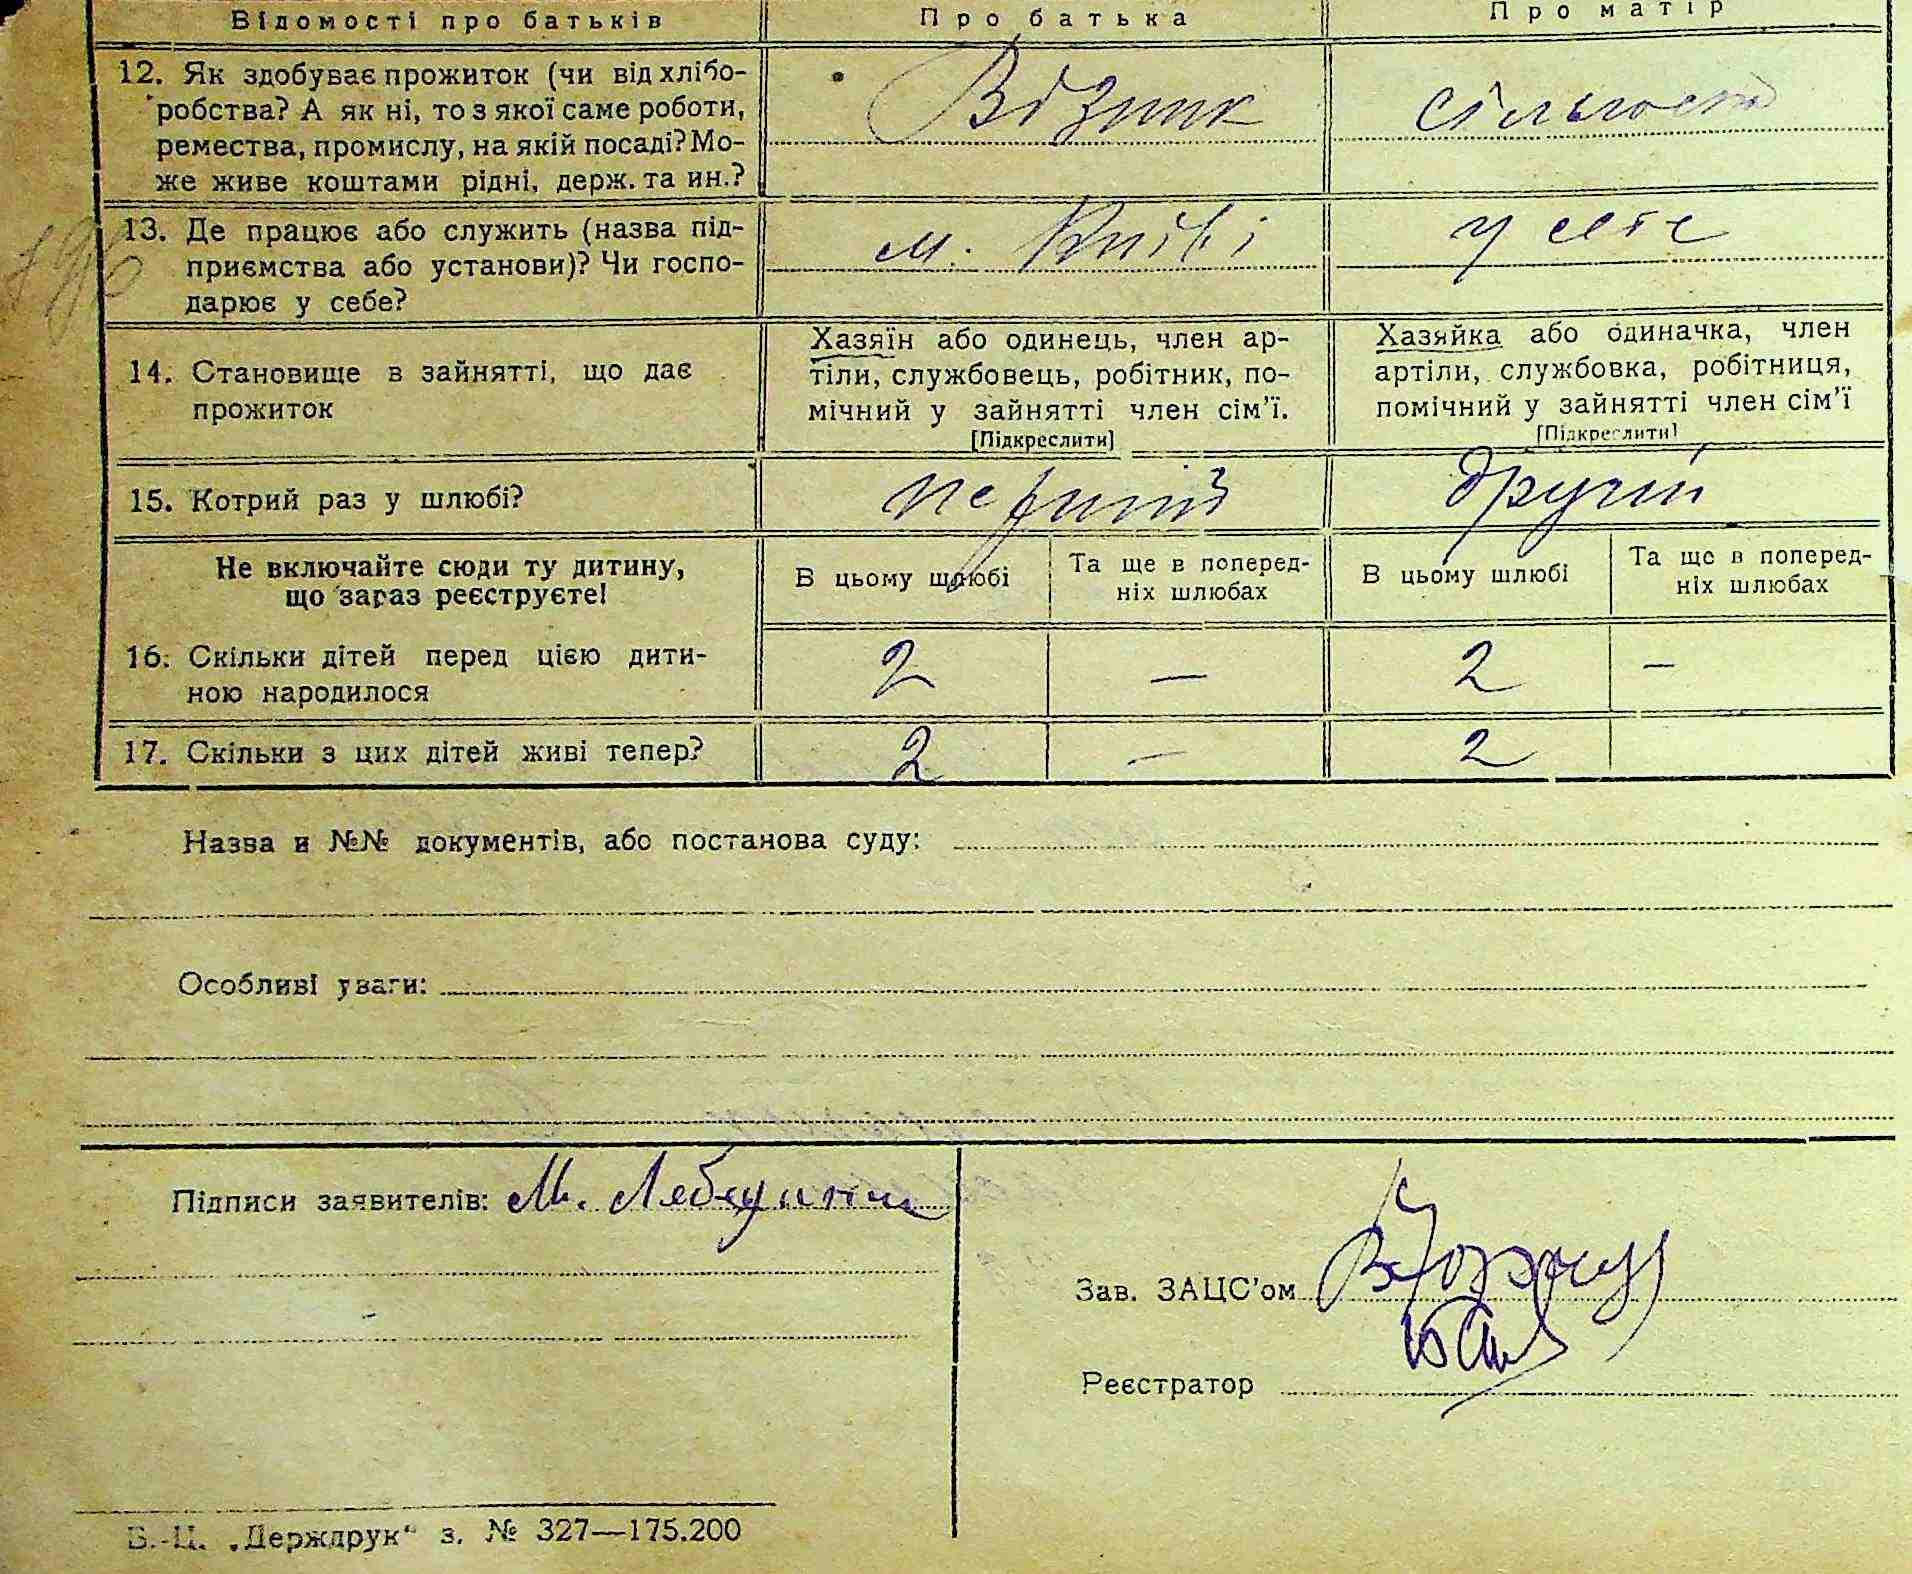 Відомості про батьків
Про батька
Про матір
12. Як здобуває прожиток (чи від хлібо-
робства? А як ні, то з якої саме роботи,
ремества, промислу, на якій посаді? Мо-
же живе коштами рідні, держ. та ин.?
Візник
13. Де працює або служить (назва під-
приємства або установи)? Чи госпо-
дарює у себе?
м. Київі
у селі
14. Становище в зайнятті, що дає
прожиток
Хазяїн або одинець, член ар-
тіли, службовець, робітник, по-
мічний у зайнятті член сім'ї.
[Підкреслити]
Хазяйка або одиначка, член
артіли, службовка, робітниця,
помічний у зайнятті член сім'ї
[Підкреслити]
15. Котрий раз у шлюбі?
перший
другий
Не включайте сюди ту дитину,
що зараз реєструєте!
В цьому шлюбі
Та ще в поперед-
ніх шлюбах
В цьому шлюбі
Та ще в поперед-
ніх шлюбах
16. Скільки дітей перед цією дити-
ною народилося
2 — 2 —
17. Скільки з цих дітей живі тепер?
2 — 2
Назва и №№ документів, або постанова суду:
Особливі уваги:
Підписи заявителів: М.
Зав. ЗАЦС'ом
Реєстратор
В.-Ц. „Держдрук“ з. № 327—175.200